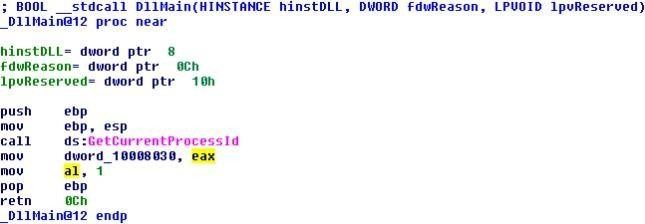 ; BOOL __stdcall DllMain(HINSTANCE hinstDLL, DWORD fdwReason, LPVOID lpvReserved)
_DllMain@12 proc near
hinstDLL= dword ptr  8
fdwReason= dword ptr  0Ch
lpvReserved= dword ptr  10h
push    ebp
mov     ebp, esp
call    ds:GetCurrentProcessId
mov     dword_10008030, eax
mov     al, 1
pop     ebp
retn    0Ch
_DllMain@12 endp